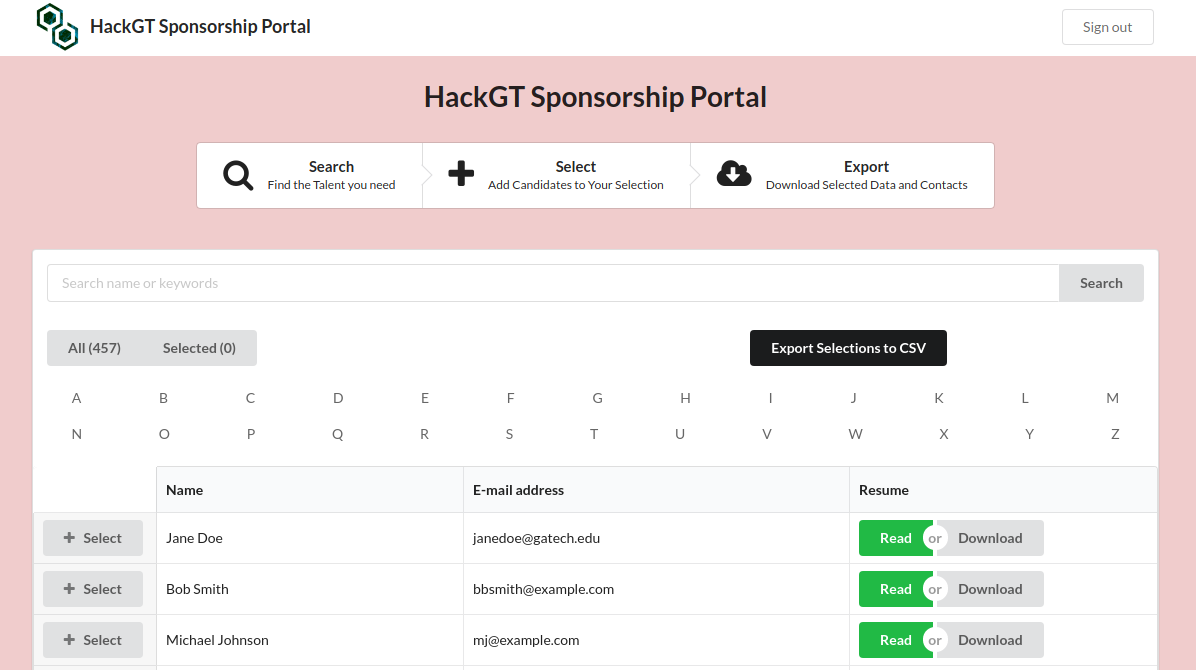 HackGT Sponsorship Portal
Sign out
HackGT Sponsorship Portal
Search
Find the Talent you need
Select
Add Candidates to Your Selection
Export
Download Selected Data and Contacts
Search name or keywords
Search
All (457) Selected (0)
Export Selections to CSV
A B C D E F G H I J K L M
N O P Q R S T U V W X Y Z
Name E-mail address Resume
Select Jane Doe janedoe@gatech.edu Read or Download
Select Bob Smith bbsmith@example.com Read or Download
Select Michael Johnson mj@example.com Read or Download